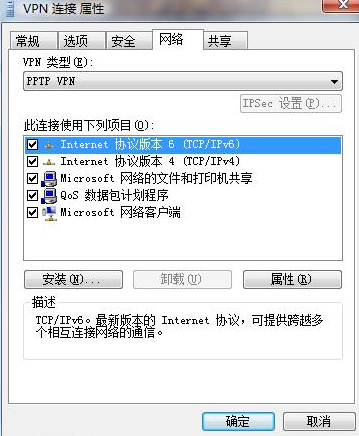 VPN 连接 属性
常规 选项 安全 网络 共享
VPN 类型(E):
PPTP VPN
IPSec 设置(P)...
此连接使用下列项目(O):
Internet 协议版本 6 (TCP/IPv6)
Internet 协议版本 4 (TCP/IPv4)
Microsoft 网络的文件和打印机共享
QoS 数据包计划程序
Microsoft 网络客户端
安装(N)... 卸载(U) 属性(R)
描述
TCP/IPv6。最新版本的 Internet 协议，可提供跨越多
个相互连接网络的通信。
确定 取消